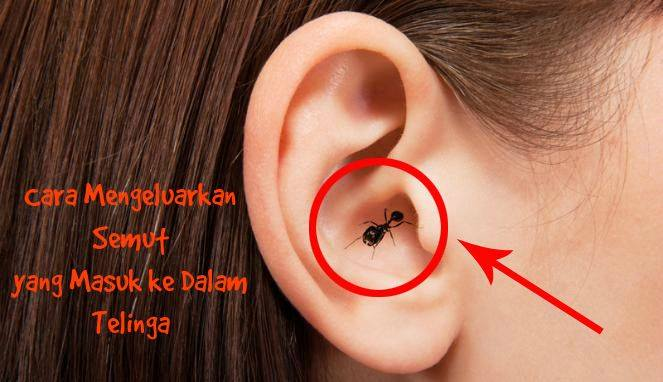 Cara Mengeluarkan
Semut
yang Masuk ke Dalam
Telinga